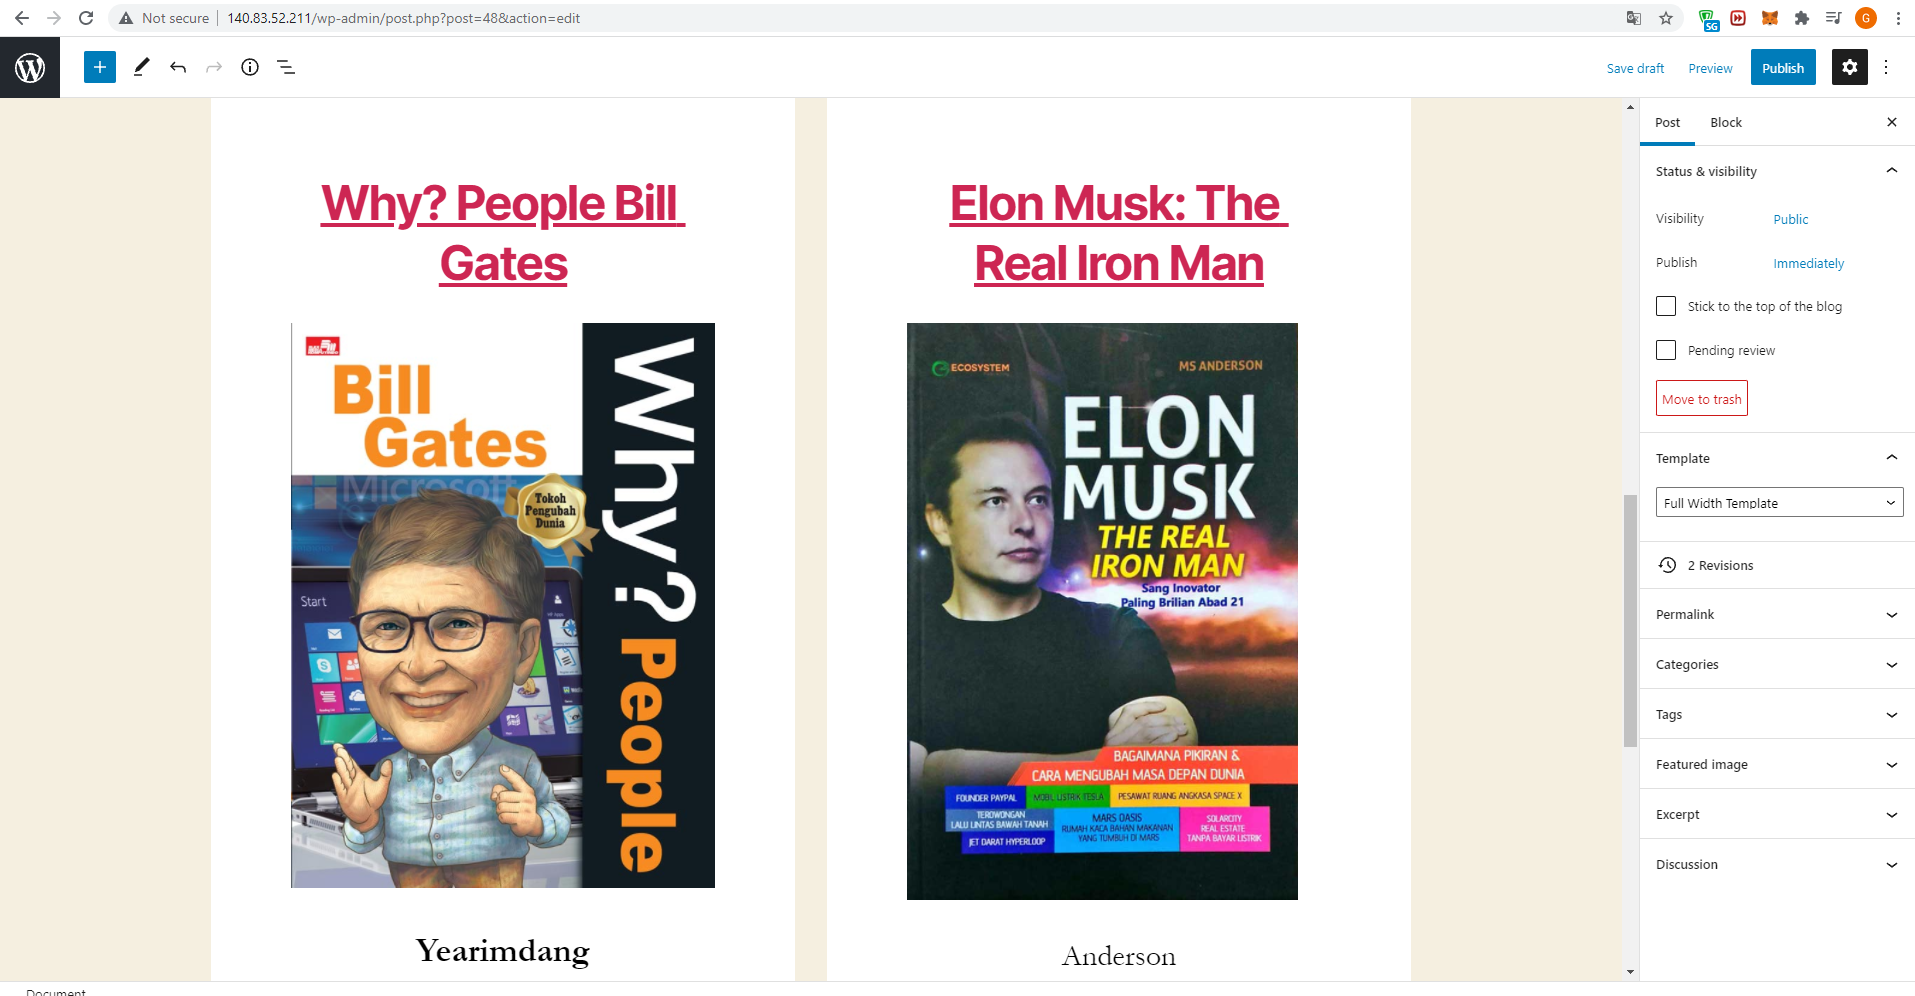 Not secure
140.83.52.211/wp-admin/post.php?post=48&action=edit
SG
G
Save draft
Preview
Publish
Why? People Bill
Gates
Bill
Gates
Why? People
Microsoft
Tokoh
Pengubah
Dunia
Start
Yearimdang
Elon Musk: The
Real Iron Man
ECOSYSTEM
MS ANDERSON
ELON
MUSK
THE REAL
IRON MAN
Sang Inovator
Paling Brilian Abad 21
BAGAIMANA PIKIRAN &
CARA MENGUBAH MASA DEPAN DUNIA
FOUNDER PAYPAL
MOBIL LISTRIK TESLA
PESAWAT RUANG ANGKASA SPACE X
TEROWONGAN
LALU LINTAS BAWAH TANAH
JET DARAT HYPERLOOP
MARS OASIS
RUMAH KACA BAHAN MAKANAN
YANG TUMBUH DI MARS
SOLARCITY
REAL ESTATE
TANPA BAYAR LISTRIK
Anderson
Post
Block
Status & visibility
Visibility
Public
Publish
Immediately
Stick to the top of the blog
Pending review
Move to trash
Template
Full Width Template
2 Revisions
Permalink
Categories
Tags
Featured image
Excerpt
Discussion
Document